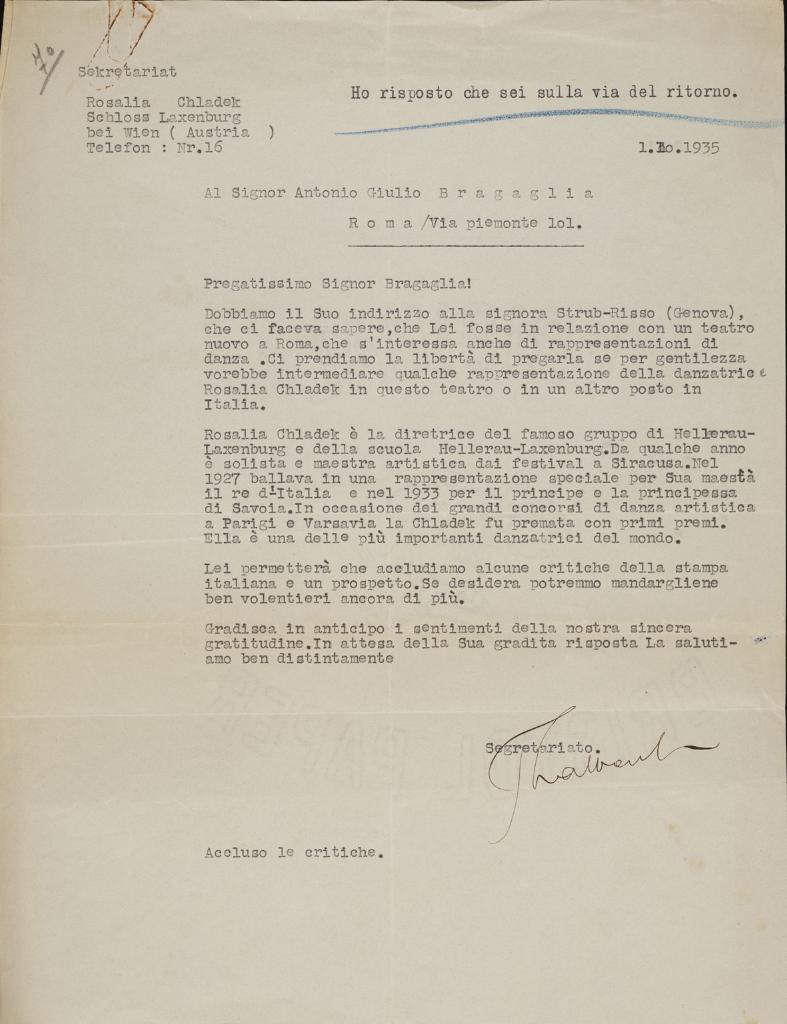 Sekretariat
Ho risposto che sei sulla via del ritorno.
Rosalia Chladek
Schloss Laxenburg
bei Wien ( Austria )
Telefon : Nr.16
1.10.1935
Al Signor Antonio Giulio B r a g a g l i a
R o m a /Via piemonte lol.
Pregatissimo Signor Bragaglia!
Dobbiamo il Suo indirizzo alla signora Strub-Risso (Genova),
che ci faceva sapere,che Lei fosse in relazione con un teatro
nuovo a Roma,che s'interessa anche di rappresentazioni di
danza .Ci prendiamo la libertà di pregarla se per gentilezza
vorebbe intermediare qualche rappresentazione della danzatrice
Rosalia Chladek in questo teatro o in un altro posto in
Italia.
Rosalia Chladek è la diretrice del famoso gruppo di Hellerau-
Laxenburg e della scuola Hellerau-Laxenburg.Da qualche anno
è solista e maestra artistica dai festival a Siracusa.Nel
1927 ballava in una rappresentazione speciale per Sua maestà
il re d'Italia e nel 1933 per il principe e la principessa
di Savoia.In occasione dei grandi concorsi di danza artistica
a Parigi e Varsavia la Chladek fu premata con primi premi.
Ella è una delle più importanti danzatrici del mondo.
Lei permetterà che accludiamo alcune critiche della stampa
italiana e un prospetto.Se desidera potremmo mandargliene
ben volentieri ancora di più.
Gradisca in anticipo i sentimenti della nostra sincera
gratitudine.In attesa della Sua gradita risposta La saluti-
amo ben distintamente
Segretariato.
Accluso le critiche.